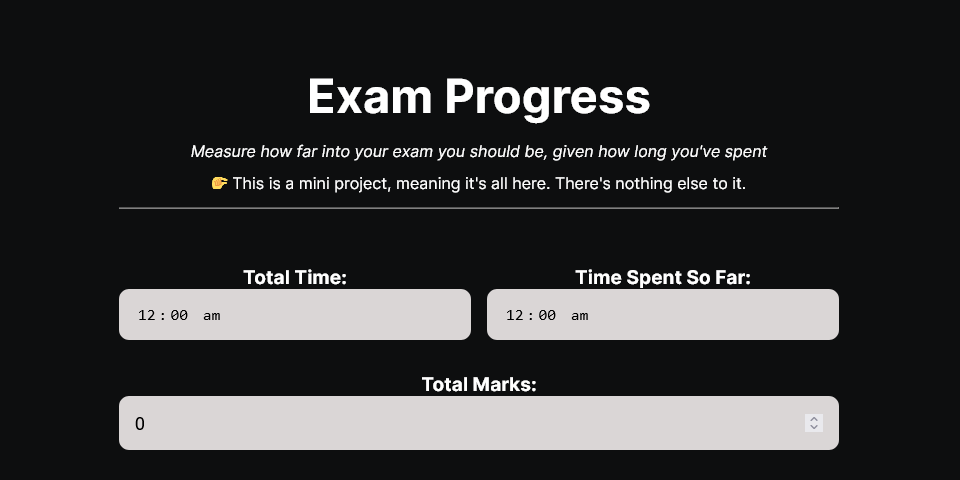 Exam Progress
Measure how far into your exam you should be, given how long you've spent
👉 This is a mini project, meaning it's all here. There's nothing else to it.
Total Time:
Time Spent So Far:
12:00 am
12:00 am
Total Marks:
0